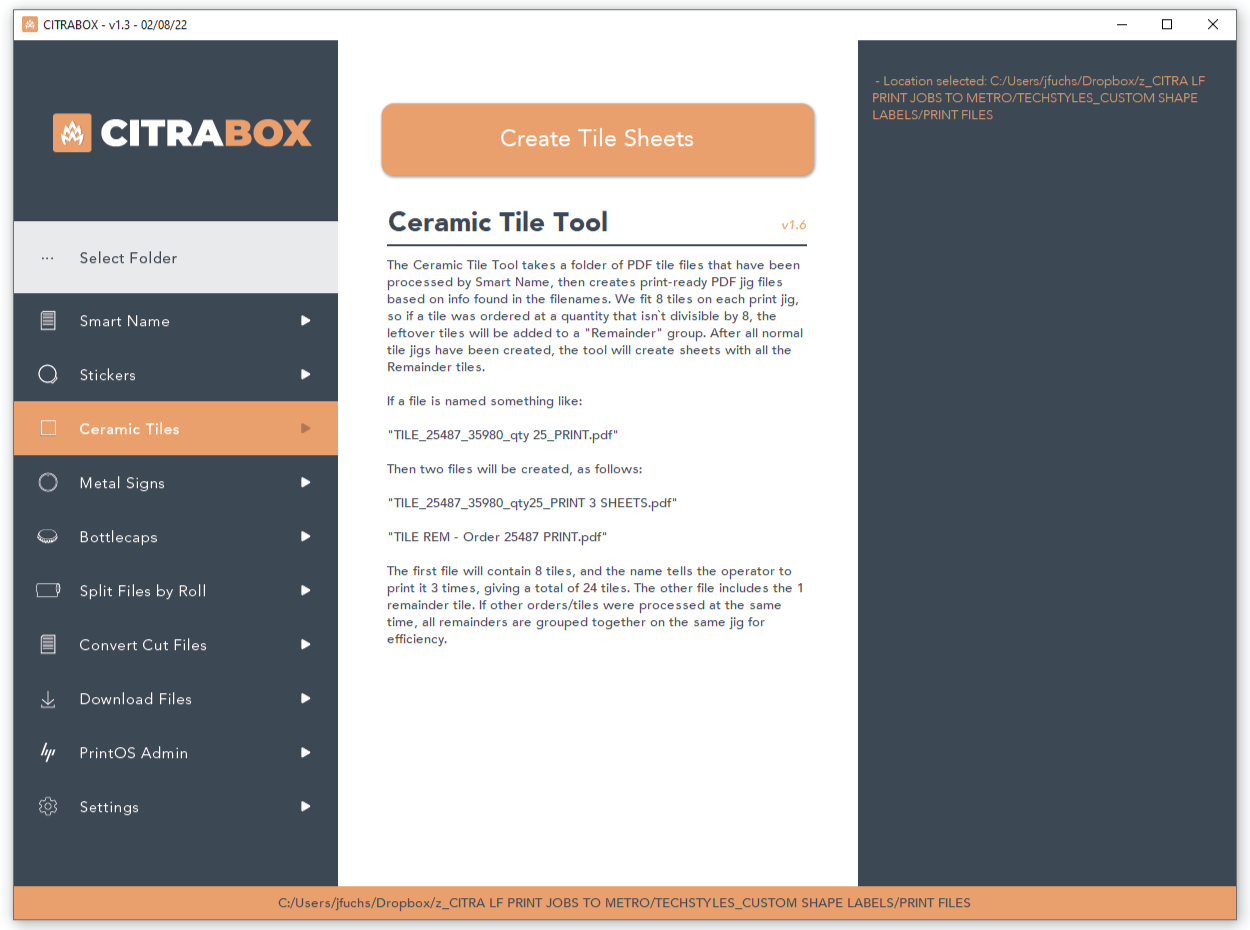 CITRABOX - v1.3 - 02/08/22
CITRABOX
... Select Folder
Smart Name
Stickers
Ceramic Tiles
Metal Signs
Bottlecaps
Split Files by Roll
Convert Cut Files
Download Files
hp PrintOS Admin
Settings
Create Tile Sheets
Ceramic Tile Tool v1.6
The Ceramic Tile Tool takes a folder of PDF tile files that have been
processed by Smart Name, then creates print-ready PDF jig files
based on info found in the filenames. We fit 8 tiles on each print jig,
so if a tile was ordered at a quantity that isn`t divisible by 8, the
leftover tiles will be added to a "Remainder" group. After all normal
tile jigs have been created, the tool will create sheets with all the
Remainder tiles.
If a file is named something like:
"TILE_25487_35980_qty 25_PRINT.pdf"
Then two files will be created, as follows:
"TILE_25487_35980_qty25_PRINT 3 SHEETS.pdf"
"TILE REM - Order 25487 PRINT.pdf"
The first file will contain 8 tiles, and the name tells the operator to
print it 3 times, giving a total of 24 tiles. The other file includes the 1
remainder tile. If other orders/tiles were processed at the same
time, all remainders are grouped together on the same jig for
efficiency.
- Location selected: C:/Users/jfuchs/Dropbox/z_CITRA LF
PRINT JOBS TO METRO/TECHSTYLES_CUSTOM SHAPE
LABELS/PRINT FILES
C:/Users/jfuchs/Dropbox/z_CITRA LF PRINT JOBS TO METRO/TECHSTYLES_CUSTOM SHAPE LABELS/PRINT FILES